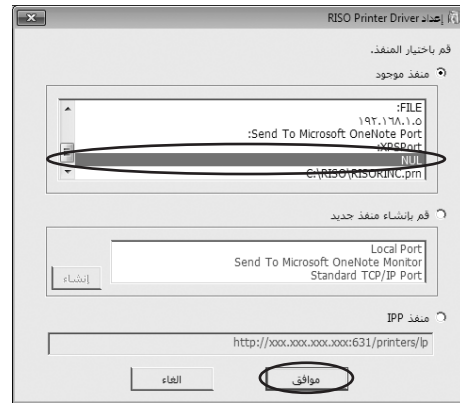 إعداد RISO Printer Driver
قم باختيار المنفذ.
منفذ موجود
FILE:
١٩٢.١٦٨.١.٥
Send To Microsoft OneNote Port:
XPSPort:
NUL
C:\RISO\RISORINC.prn
قم بإنشاء منفذ جديد
Local Port
Send To Microsoft OneNote Monitor
Standard TCP/IP Port
إنشاء
منفذ IPP
http://xxx.xxx.xxx.xxx:631/printers/lp
موافق
الغاء